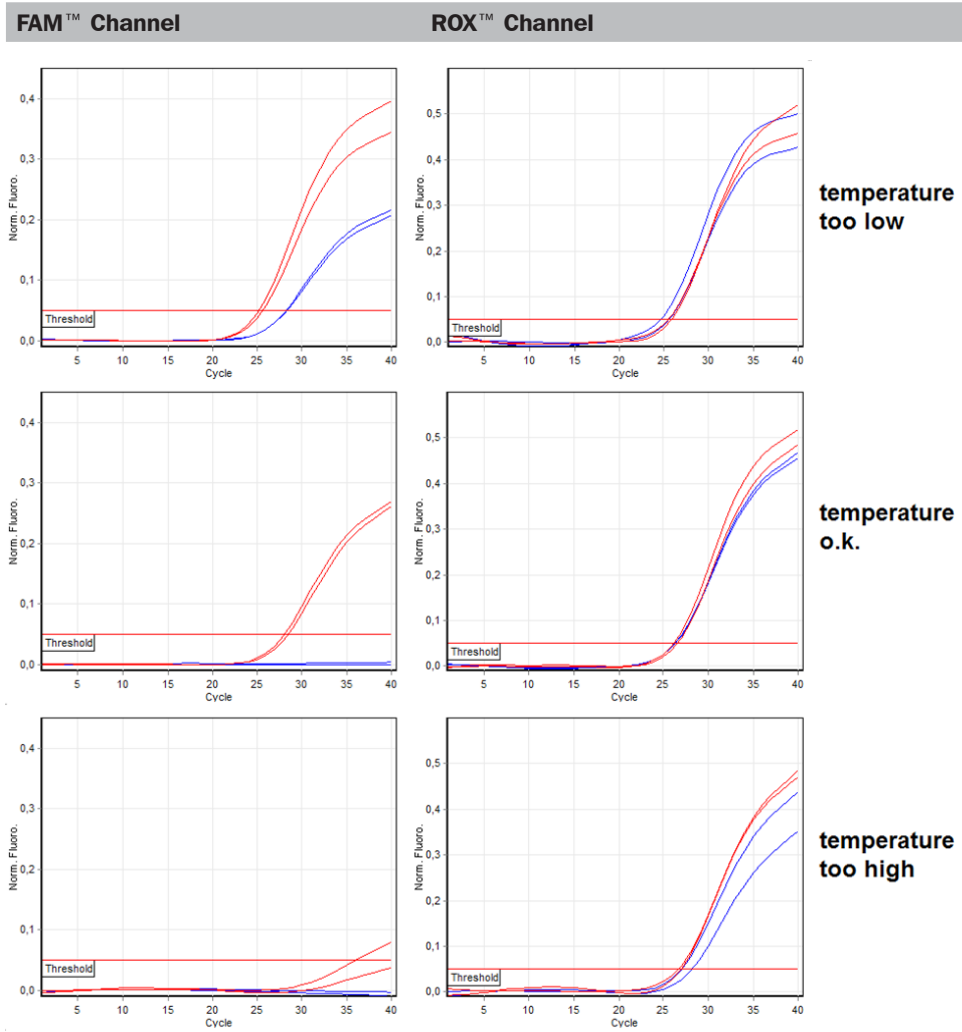 FAM™ Channel
ROX™ Channel
Norm. Fluoro.
0,4
0,3
0,2
0,1
0,0
Threshold
5 10 15 20 25 30 35 40
Cycle
Norm. Fluoro.
0,5
0,4
0,3
0,2
0,1
0,0
Threshold
5 10 15 20 25 30 35 40
Cycle
temperature
too low
Norm. Fluoro.
0,4
0,3
0,2
0,1
0,0
Threshold
5 10 15 20 25 30 35 40
Cycle
Norm. Fluoro.
0,5
0,4
0,3
0,2
0,1
0,0
Threshold
5 10 15 20 25 30 35 40
Cycle
temperature
o.k.
Norm. Fluoro.
0,4
0,3
0,2
0,1
0,0
Threshold
5 10 15 20 25 30 35 40
Cycle
Norm. Fluoro.
0,5
0,4
0,3
0,2
0,1
0,0
Threshold
5 10 15 20 25 30 35 40
Cycle
temperature
too high